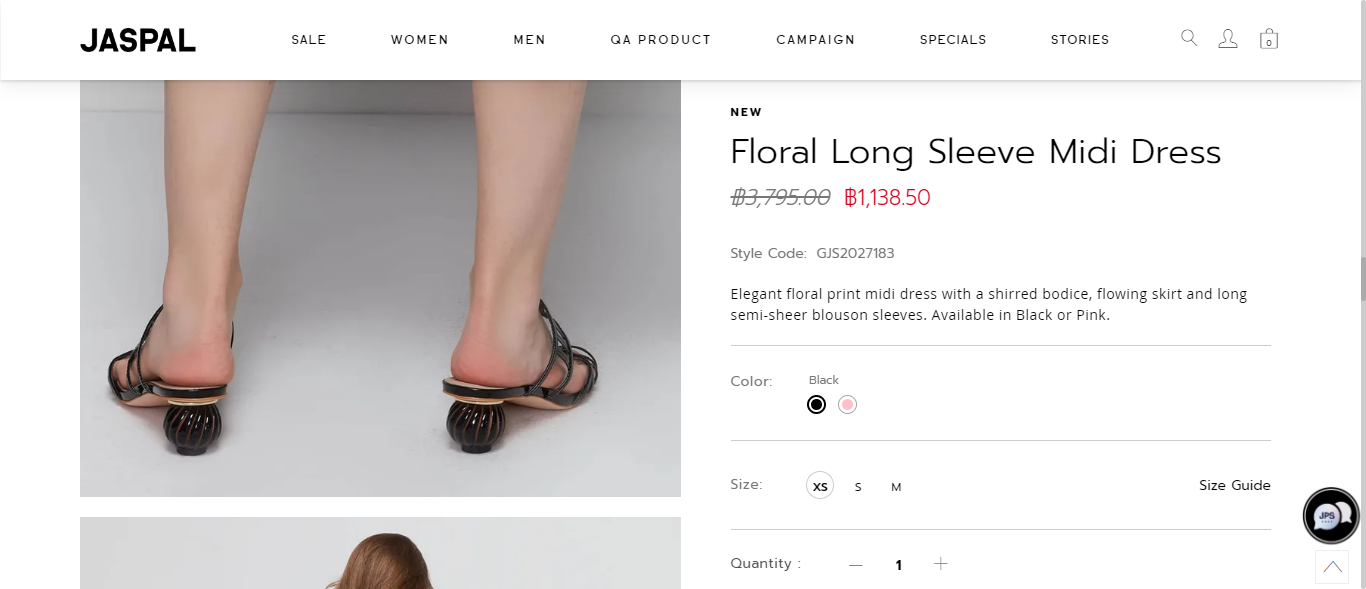 JASPAL
SALE WOMEN MEN QA PRODUCT CAMPAIGN SPECIALS STORIES
0
NEW
Floral Long Sleeve Midi Dress
฿3,795.00 ฿1,138.50
Style Code: GJS2027183
Elegant floral print midi dress with a shirred bodice, flowing skirt and long
semi-sheer blouson sleeves. Available in Black or Pink.
Color: Black
Size: XS S M Size Guide
JPS
Quantity : 1